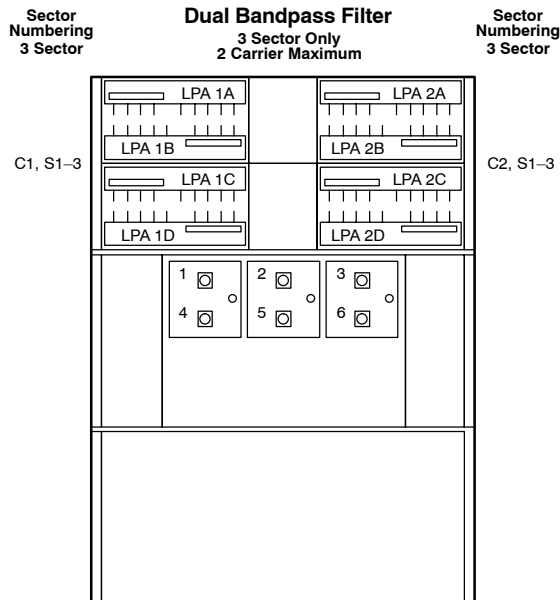 Sector
Numbering
3 Sector
Dual Bandpass Filter
3 Sector Only
2 Carrier Maximum
Sector
Numbering
3 Sector
LPA 1A
LPA 2A
LPA 1B
LPA 2B
C1, S1–3
C2, S1–3
LPA 1C
LPA 2C
LPA 1D
LPA 2D
1
2
3
4
5
6